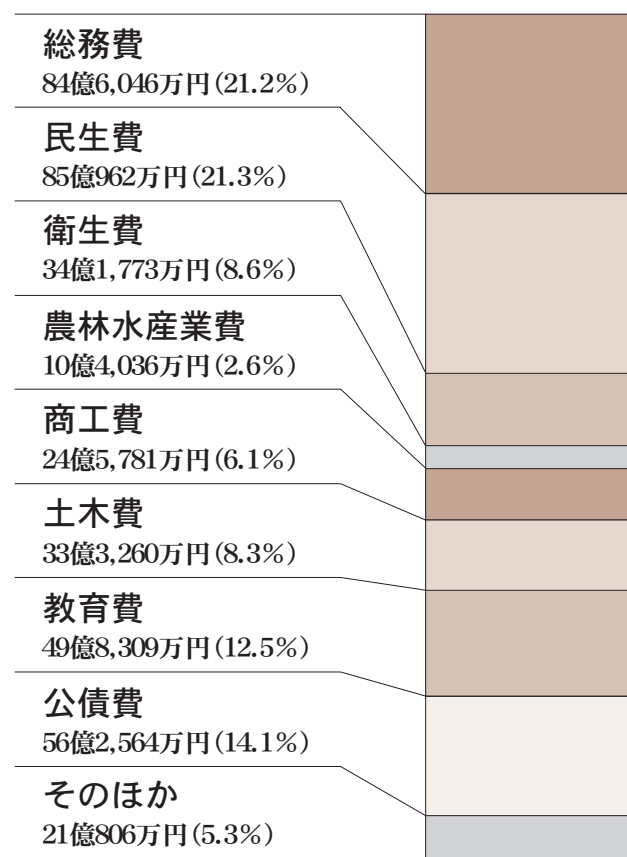 総務費
84億6,046万円（21.2%）
民生費
85億962万円（21.3%）
衛生費
34億1,773万円（8.6%）
農林水産業費
10億4,036万円（2.6%）
商工費
24億5,781万円（6.1%）
土木費
33億3,260万円（8.3%）
教育費
49億8,309万円（12.5%）
公債費
56億2,564万円（14.1%）
そのほか
21億806万円（5.3%）